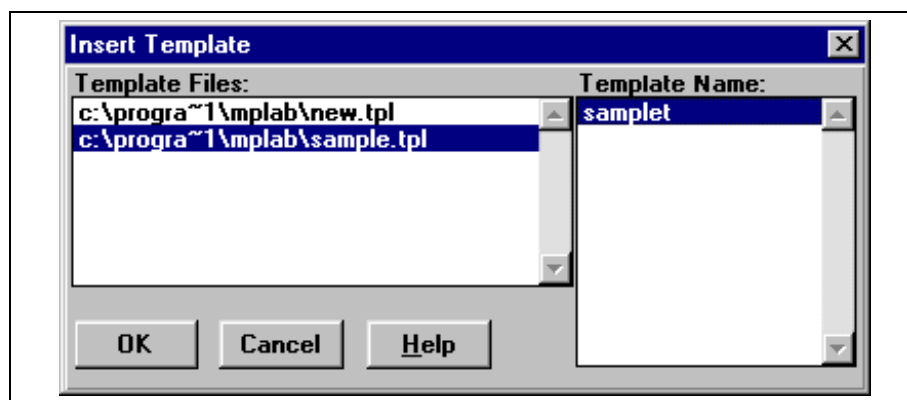 Insert Template
Template Files:
Template Name:
c:\progra~1\mplab\new.tpl
c:\progra~1\mplab\sample.tpl
samplet
OK
Cancel
Help